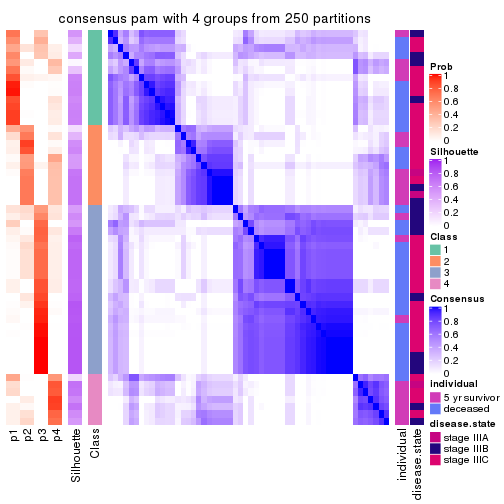 consensus pam with 4 groups from 250 partitions
Prob
1
0.8
0.6
0.4
0.2
0
Silhouette
1
0.8
0.6
0.4
0.2
0
Class
1
2
3
4
Consensus
1
0.8
0.6
0.4
0.2
0
individual
5 yr survivor
deceased
disease.state
stage IIIA
stage IIIB
stage IIIC
p1
p2
p3
p4
Silhouette
Class
individual
disease.state